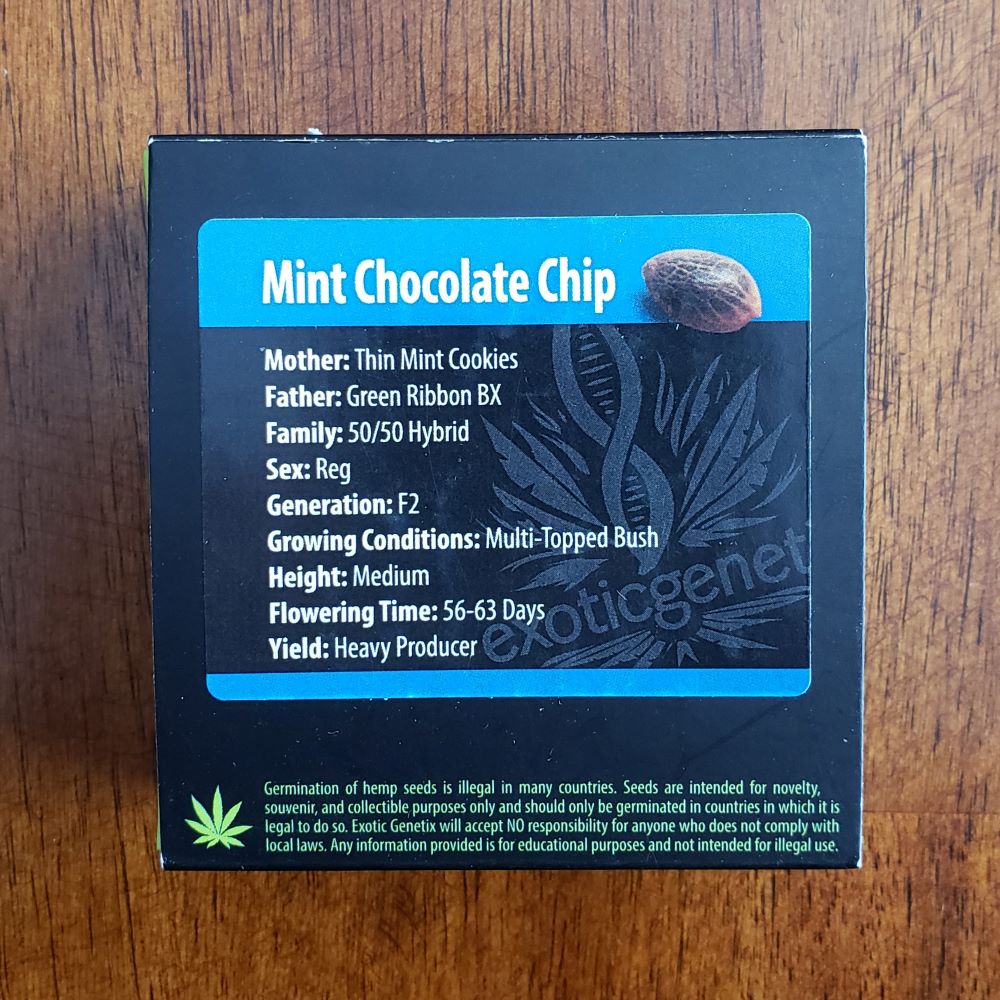 Mint Chocolate Chip
Mother: Thin Mint Cookies
Father: Green Ribbon BX
Family: 50/50 Hybrid
Sex: Reg
Generation: F2
Growing Conditions: Multi-Topped Bush
Height: Medium
Flowering Time: 56-63 Days
Yield: Heavy Producer
exoticgenet
Germination of hemp seeds is illegal in many countries. Seeds are intended for novelty,
souvenir, and collectible purposes only and should only be germinated in countries in which it is
legal to do so. Exotic Genetix will accept NO responsibility for anyone who does not comply with
local laws. Any information provided is for educational purposes and not intended for illegal use.